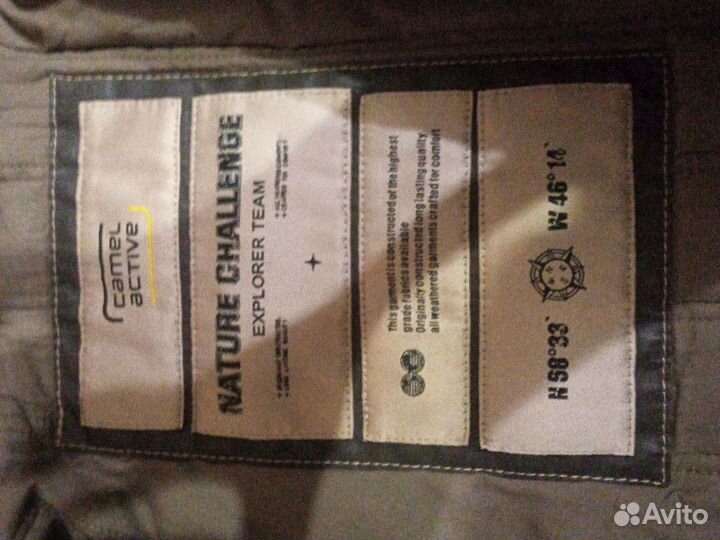 camel
active
NATURE CHALLENGE
EXPLORER TEAM
This garment is constructed of the highest
grade fabrics available
Originally constructed long lasting quality
all weathered garments crafted for comfort
N 58°33` W 46°14`
Avito